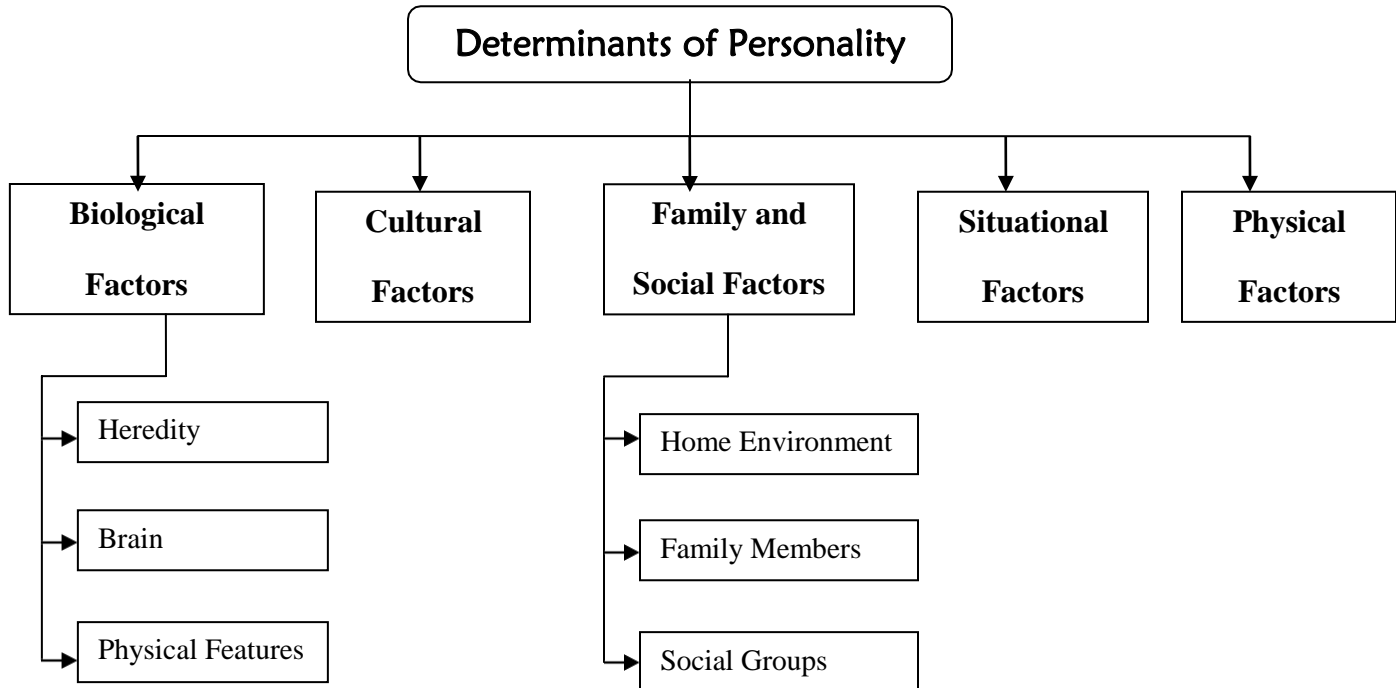 Determinants of Personality
Biological
Factors
Cultural
Factors
Family and
Social Factors
Situational
Factors
Physical
Factors
Heredity
Brain
Physical Features
Home Environment
Family Members
Social Groups